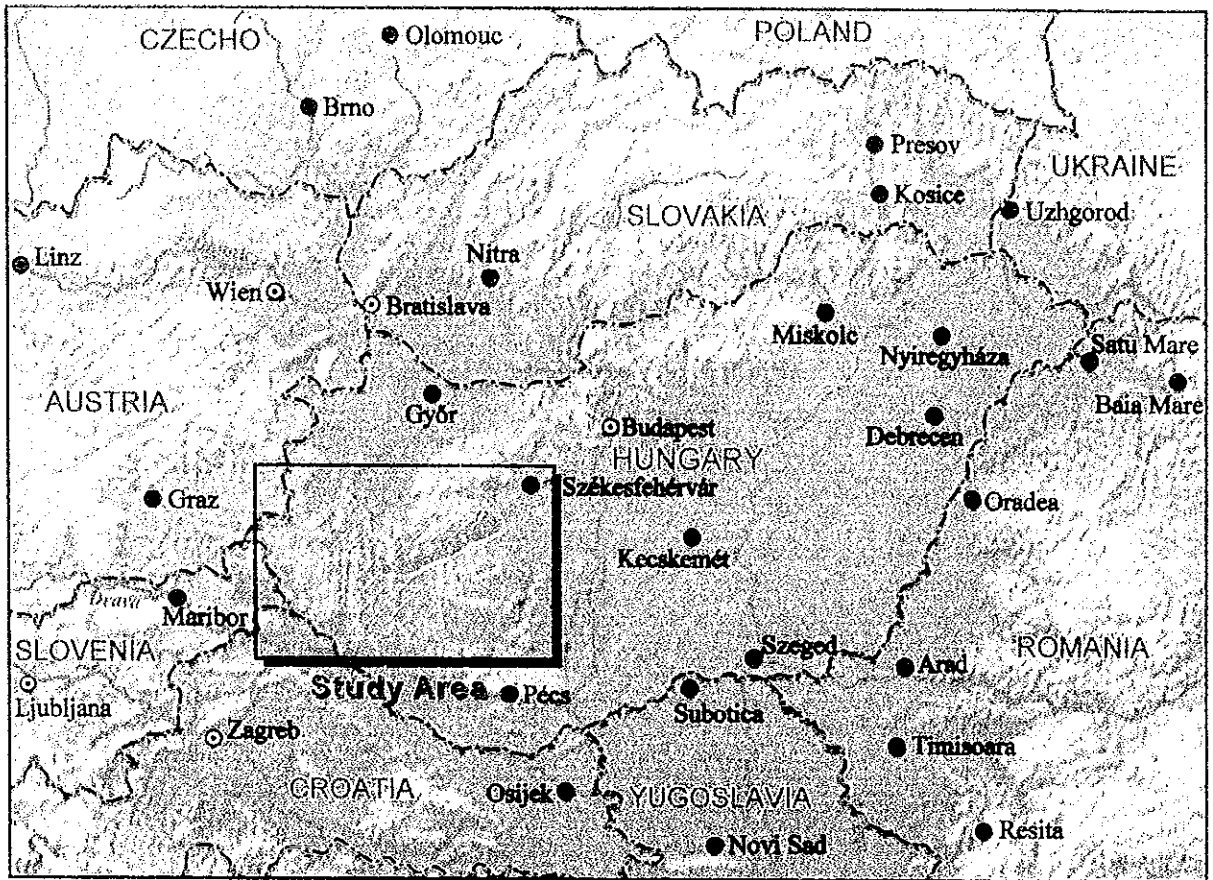 CZECHO
Olomouc
POLAND
Brno
Presov
UKRAINE
Kosice
SLOVAKIA
Uzhgorod
Linz
Nitra
Wien
Bratislava
Miskolc
Nyiregyháza
Satu Mare
AUSTRIA
Győr
Baia Mare
Budapest
Debrecen
HUNGARY
Székesfehérvár
Graz
Oradea
Kecskemét
Drava
Maribor
SLOVENIA
Szeged
Arad
ROMANIA
Study Area
Pécs
Ljubljana
Subotica
Zagreb
Timisoara
CROATIA
Osijek
YUGOSLAVIA
Resita
Novi Sad